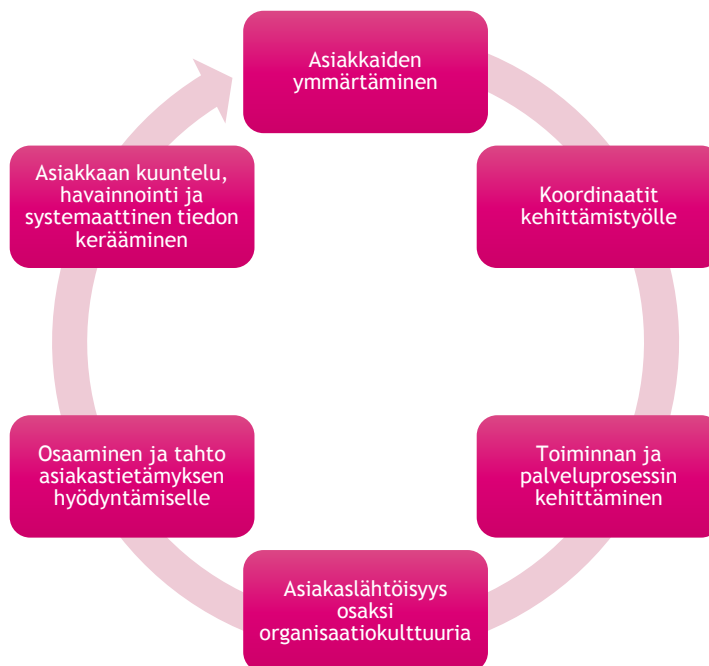 Asiakkaiden
ymmärtäminen
Koordinaatit
kehittämistyölle
Toiminnan ja
palveluprosessin
kehittäminen
Asiakaslähtöisyys
osaksi
organisaatiokulttuuria
Osaaminen ja tahto
asiakastietämyksen
hyödyntämiselle
Asiakkaan kuuntelu,
havainnointi ja
systemaattinen tiedon
kerääminen